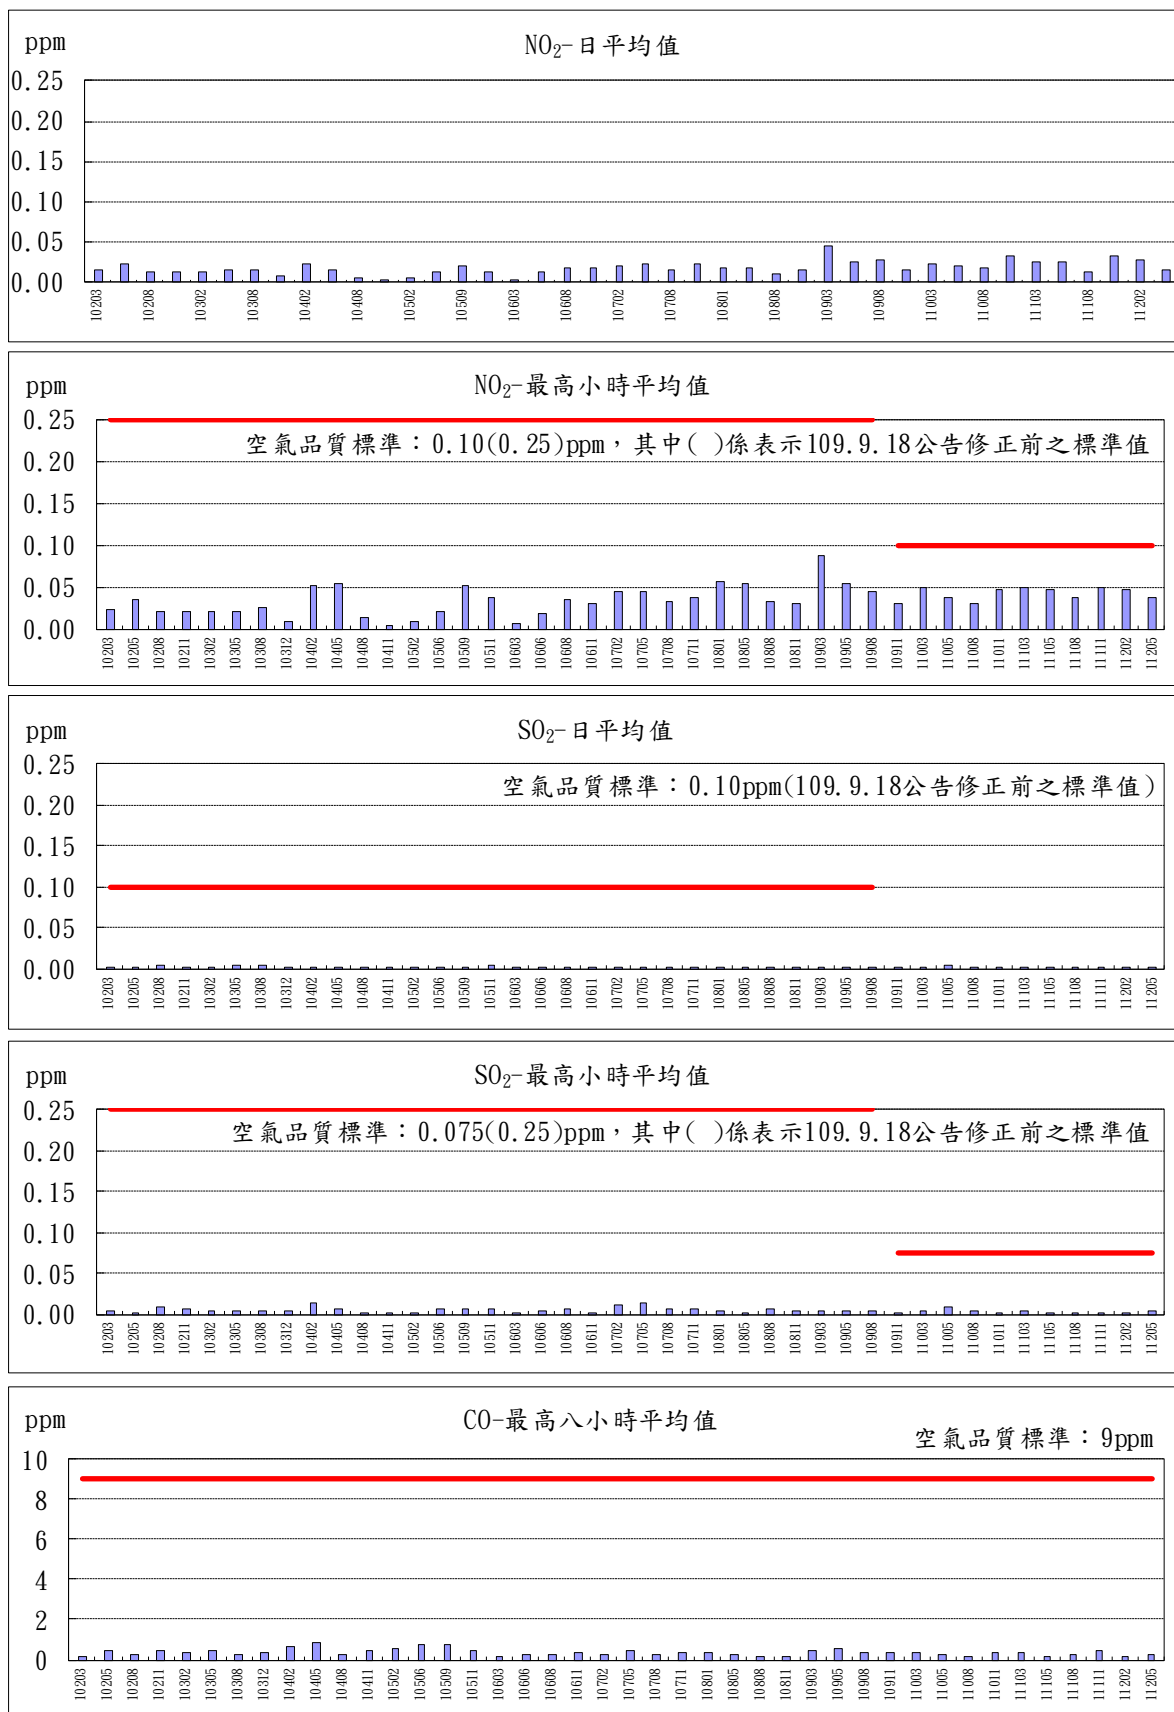 ppm
NO₂-日平均值
0.25
0.20
0.15
0.10
0.05
0.00
10203 10208 10302 10308 10402 10408 10502 10509 10603 10608 10702 10708 10801 10808 10903 10908 11003 11008 11103 11108 11202
ppm
NO₂-最高小時平均值
0.25
空氣品質標準：0.10(0.25)ppm，其中( )係表示109.9.18公告修正前之標準值
0.20
0.15
0.10
0.05
0.00
10203 10205 10208 10211 10302 10305 10308 10312 10402 10405 10408 10411 10502 10506 10509 10511 10603 10606 10608 10611 10702 10705 10708 10711 10801 10805 10808 10811 10903 10905 10908 10911 11003 11005 11008 11011 11103 11105 11108 11111 11202 11205
ppm
SO₂-日平均值
0.25
空氣品質標準：0.10ppm(109.9.18公告修正前之標準值)
0.20
0.15
0.10
0.05
0.00
10203 10205 10208 10211 10302 10305 10308 10312 10402 10405 10408 10411 10502 10506 10509 10511 10603 10606 10608 10611 10702 10705 10708 10711 10801 10805 10808 10811 10903 10905 10908 10911 11003 11005 11008 11011 11103 11105 11108 11111 11202 11205
ppm
SO₂-最高小時平均值
0.25
空氣品質標準：0.075(0.25)ppm，其中( )係表示109.9.18公告修正前之標準值
0.20
0.15
0.10
0.05
0.00
10203 10205 10208 10211 10302 10305 10308 10312 10402 10405 10408 10411 10502 10506 10509 10511 10603 10606 10608 10611 10702 10705 10708 10711 10801 10805 10808 10811 10903 10905 10908 10911 11003 11005 11008 11011 11103 11105 11108 11111 11202 11205
ppm
CO-最高八小時平均值
空氣品質標準：9ppm
10
8
6
4
2
0
10203 10205 10208 10211 10302 10305 10308 10312 10402 10405 10408 10411 10502 10506 10509 10511 10603 10606 10608 10611 10702 10705 10708 10711 10801 10805 10808 10811 10903 10905 10908 10911 11003 11005 11008 11011 11103 11105 11108 11111 11202 11205